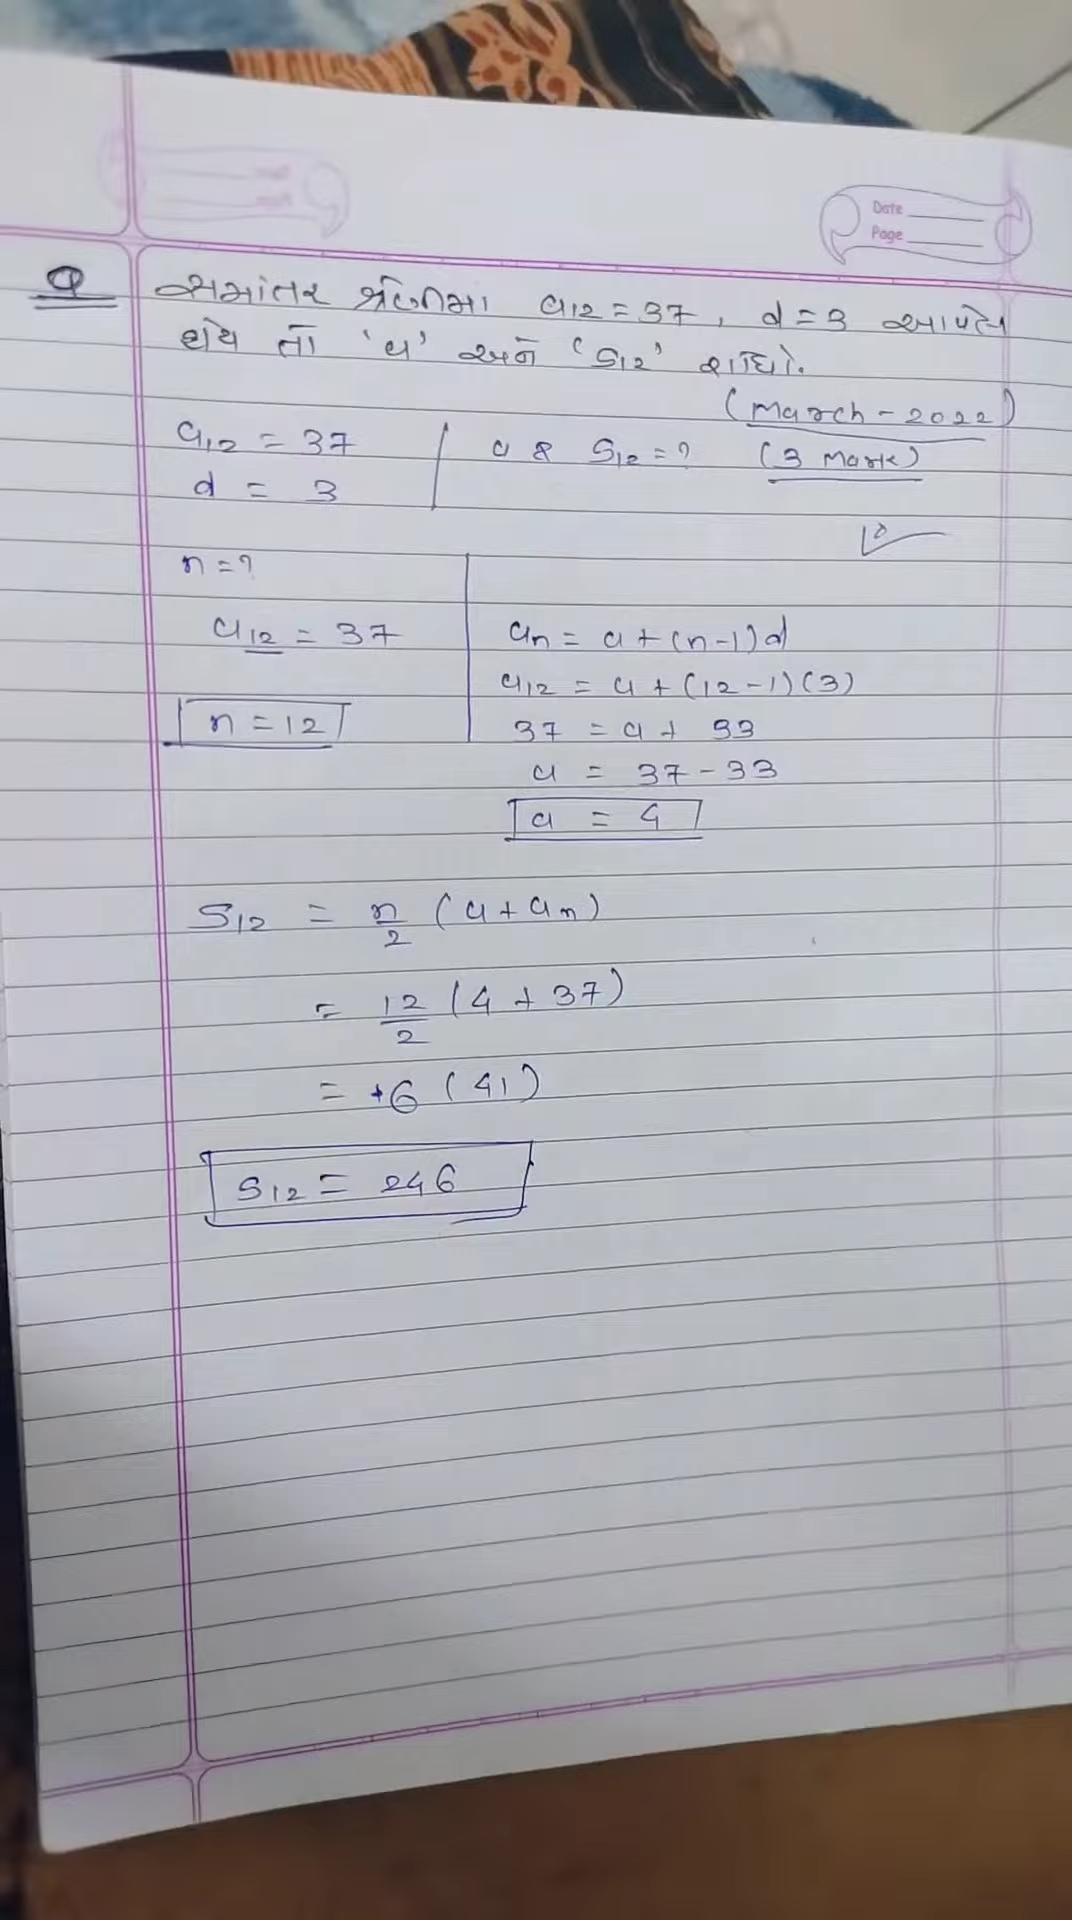 Date
Page
Q સમાંતર શ્રેણીમાં a12 = 37, d = 3 આપેલ
હોય તો 'a' અને 'S12' શોધો.
(March - 2022)
a12 = 37 a & S12 = ? (3 Mark)
d = 3
n = ?
a12 = 37 an = a + (n-1)d
a12 = a + (12-1)(3)
n = 12 37 = a + 33
a = 37 - 33
a = 4
S12 = n/2 (a + an)
= 12/2 (4 + 37)
= +6 (41)
S12 = 246